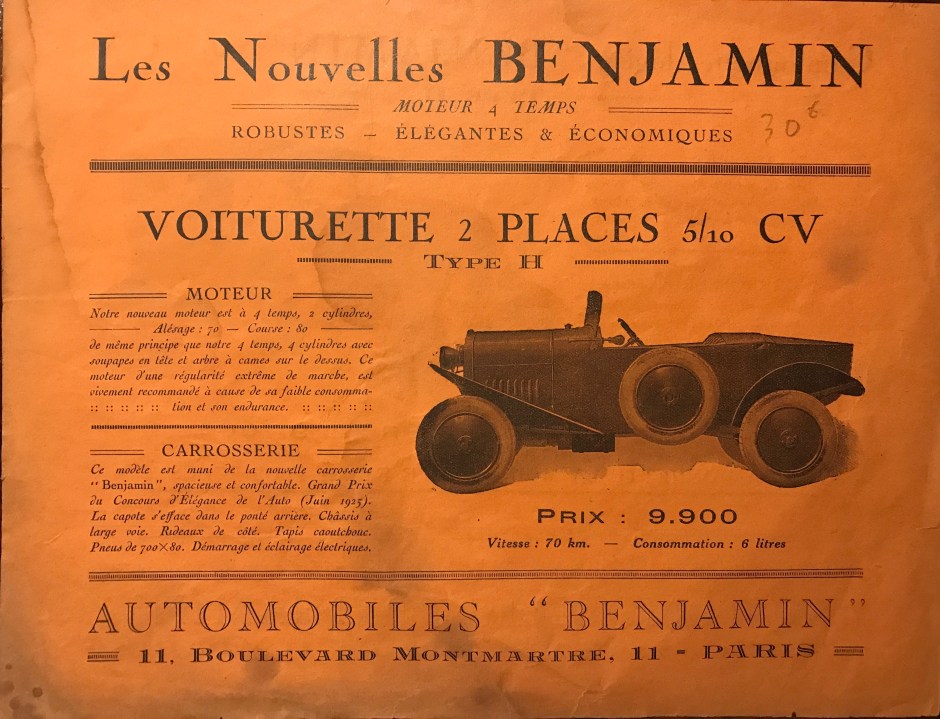 Les Nouvelles BENJAMIN
MOTEUR 4 TEMPS
ROBUSTES — ÉLÉGANTES & ÉCONOMIQUES
30 6
VOITURETTE 2 PLACES 5/10 CV
TYPE H
MOTEUR
Notre nouveau moteur est à 4 temps, 2 cylindres,
Alésage : 70 — Course : 80
de même principe que notre 4 temps, 4 cylindres avec
soupapes en tête et arbre à cames sur le dessus. Ce
moteur d'une régularité extrême de marche, est
vivement recommandé à cause de sa faible consomma-
:: :: :: :: :: tion et son endurance. :: :: :: :: ::
CARROSSERIE
Ce modèle est muni de la nouvelle carrosserie
"Benjamin", spacieuse et confortable. Grand Prix
du Concours d'Élégance de l'Auto (Juin 1925).
La capote s'efface dans le ponté arrière. Châssis à
large voie. Rideaux de côté. Tapis caoutchouc.
Pneus de 700×80. Démarrage et éclairage électriques.
PRIX : 9.900
Vitesse : 70 km. — Consommation : 6 litres
AUTOMOBILES "BENJAMIN"
11, BOULEVARD MONTMARTRE, 11 - PARIS